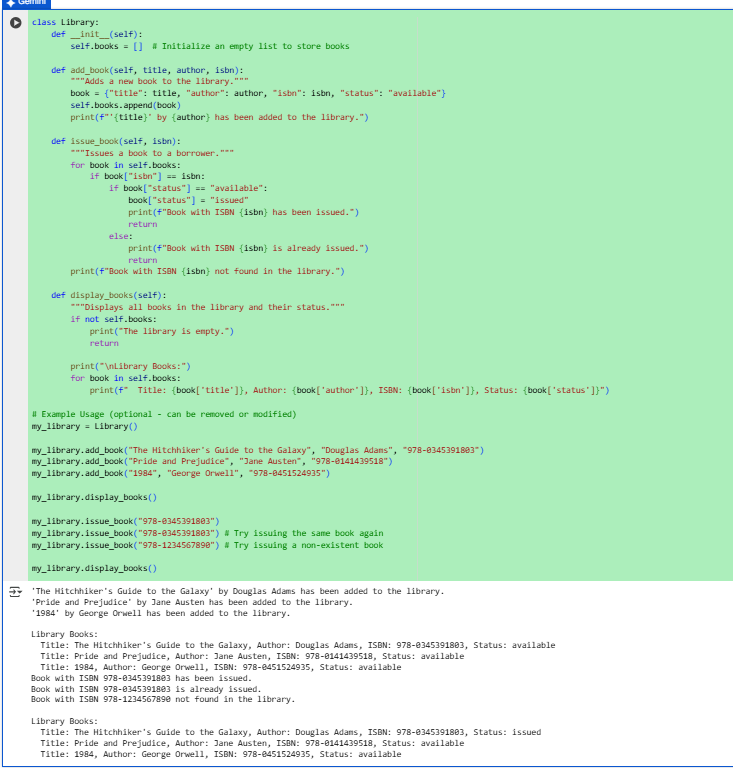 Gemini
class Library:
    def __init__(self):
        self.books = []  # Initialize an empty list to store books

    def add_book(self, title, author, isbn):
        """Adds a new book to the library."""
        book = {"title": title, "author": author, "isbn": isbn, "status": "available"}
        self.books.append(book)
        print(f"'{title}' by {author} has been added to the library.")

    def issue_book(self, isbn):
        """Issues a book to a borrower."""
        for book in self.books:
            if book["isbn"] == isbn:
                if book["status"] == "available":
                    book["status"] = "issued"
                    print(f"Book with ISBN {isbn} has been issued.")
                    return
                else:
                    print(f"Book with ISBN {isbn} is already issued.")
                    return
        print(f"Book with ISBN {isbn} not found in the library.")

    def display_books(self):
        """Displays all books in the library and their status."""
        if not self.books:
            print("The library is empty.")
            return

        print("\nLibrary Books:")
        for book in self.books:
            print(f"  Title: {book['title']}, Author: {book['author']}, ISBN: {book['isbn']}, Status: {book['status']}")

# Example Usage (optional - can be removed or modified)
my_library = Library()

my_library.add_book("The Hitchhiker's Guide to the Galaxy", "Douglas Adams", "978-0345391803")
my_library.add_book("Pride and Prejudice", "Jane Austen", "978-0141439518")
my_library.add_book("1984", "George Orwell", "978-0451524935")

my_library.display_books()

my_library.issue_book("978-0345391803")
my_library.issue_book("978-0345391803") # Try issuing the same book again
my_library.issue_book("978-1234567890") # Try issuing a non-existent book

my_library.display_books()

'The Hitchhiker's Guide to the Galaxy' by Douglas Adams has been added to the library.
'Pride and Prejudice' by Jane Austen has been added to the library.
'1984' by George Orwell has been added to the library.

Library Books:
  Title: The Hitchhiker's Guide to the Galaxy, Author: Douglas Adams, ISBN: 978-0345391803, Status: available
  Title: Pride and Prejudice, Author: Jane Austen, ISBN: 978-0141439518, Status: available
  Title: 1984, Author: George Orwell, ISBN: 978-0451524935, Status: available
Book with ISBN 978-0345391803 has been issued.
Book with ISBN 978-0345391803 is already issued.
Book with ISBN 978-1234567890 not found in the library.

Library Books:
  Title: The Hitchhiker's Guide to the Galaxy, Author: Douglas Adams, ISBN: 978-0345391803, Status: issued
  Title: Pride and Prejudice, Author: Jane Austen, ISBN: 978-0141439518, Status: available
  Title: 1984, Author: George Orwell, ISBN: 978-0451524935, Status: available